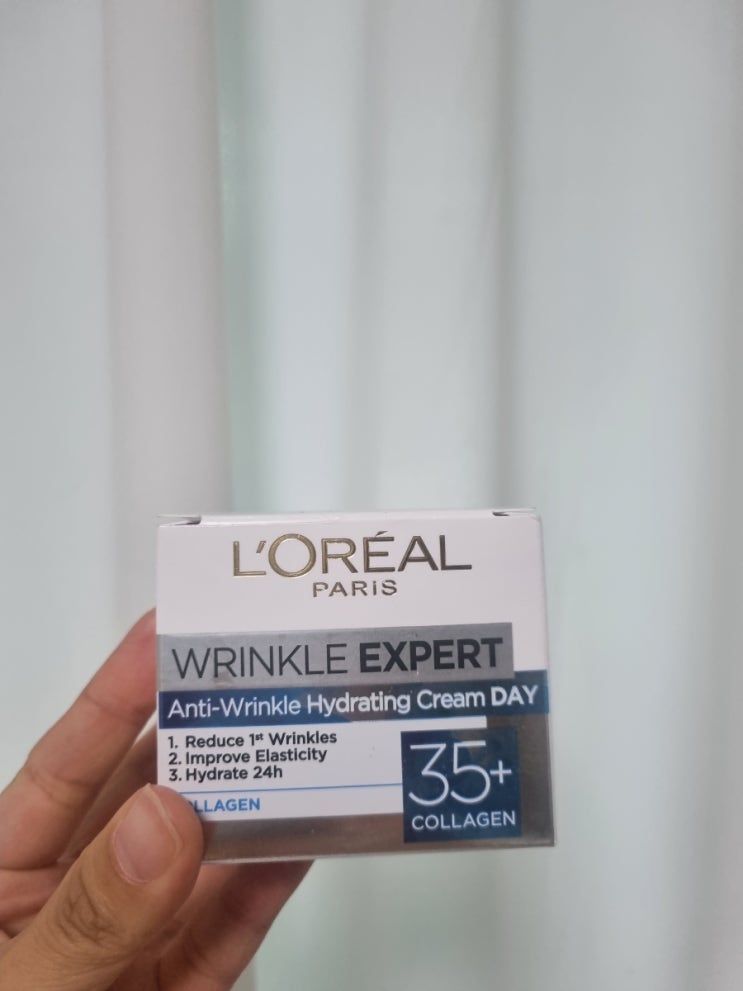 L'ORÉAL
PARIS
WRINKLE EXPERT
Anti-Wrinkle Hydrating Cream DAY
1. Reduce 1st Wrinkles
2. Improve Elasticity
3. Hydrate 24h
35+
COLLAGEN